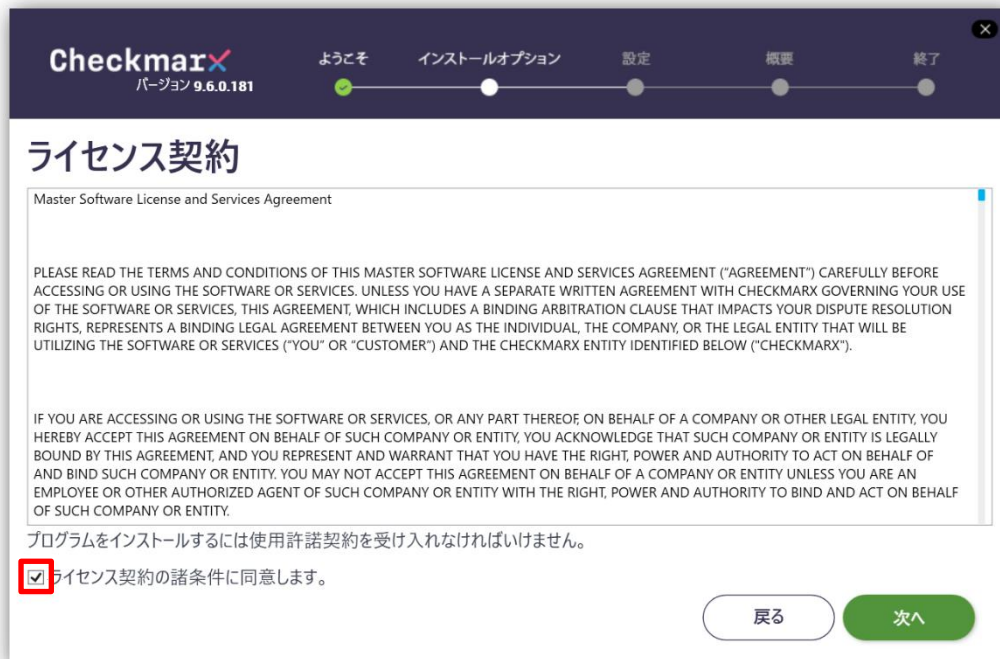 Checkmarx
バージョン 9.6.0.181
ようこそ
インストールオプション
設定
概要
終了
ライセンス契約
Master Software License and Services Agreement
PLEASE READ THE TERMS AND CONDITIONS OF THIS MASTER SOFTWARE LICENSE AND SERVICES AGREEMENT ("AGREEMENT") CAREFULLY BEFORE
ACCESSING OR USING THE SOFTWARE OR SERVICES. UNLESS YOU HAVE A SEPARATE WRITTEN AGREEMENT WITH CHECKMARX GOVERNING YOUR USE
OF THE SOFTWARE OR SERVICES, THIS AGREEMENT, WHICH INCLUDES A BINDING ARBITRATION CLAUSE THAT IMPACTS YOUR DISPUTE RESOLUTION
RIGHTS, REPRESENTS A BINDING LEGAL AGREEMENT BETWEEN YOU AS THE INDIVIDUAL, THE COMPANY, OR THE LEGAL ENTITY THAT WILL BE
UTILIZING THE SOFTWARE OR SERVICES (“YOU” OR “CUSTOMER”) AND THE CHECKMARX ENTITY IDENTIFIED BELOW ("CHECKMARX").
IF YOU ARE ACCESSING OR USING THE SOFTWARE OR SERVICES, OR ANY PART THEREOF, ON BEHALF OF A COMPANY OR OTHER LEGAL ENTITY, YOU
HEREBY ACCEPT THIS AGREEMENT ON BEHALF OF SUCH COMPANY OR ENTITY, YOU ACKNOWLEDGE THAT SUCH COMPANY OR ENTITY IS LEGALLY
BOUND BY THIS AGREEMENT, AND YOU REPRESENT AND WARRANT THAT YOU HAVE THE RIGHT, POWER AND AUTHORITY TO ACT ON BEHALF OF
AND BIND SUCH COMPANY OR ENTITY. YOU MAY NOT ACCEPT THIS AGREEMENT ON BEHALF OF A COMPANY OR ENTITY UNLESS YOU ARE AN
EMPLOYEE OR OTHER AUTHORIZED AGENT OF SUCH COMPANY OR ENTITY WITH THE RIGHT, POWER AND AUTHORITY TO BIND AND ACT ON BEHALF
OF SUCH COMPANY OR ENTITY.
プログラムをインストールするには使用許諾契約を受け入れなければいけません。
ライセンス契約の諸条件に同意します。
戻る
次へ